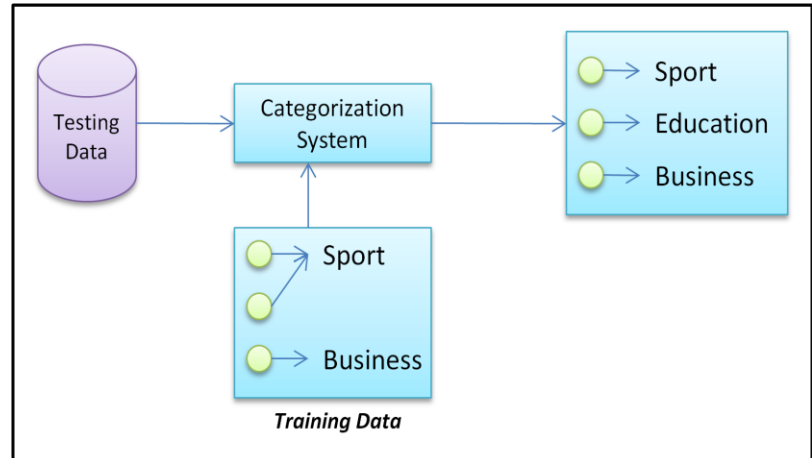 Testing
Data
Categorization
System
Sport
Education
Business
Sport
Business
Training Data